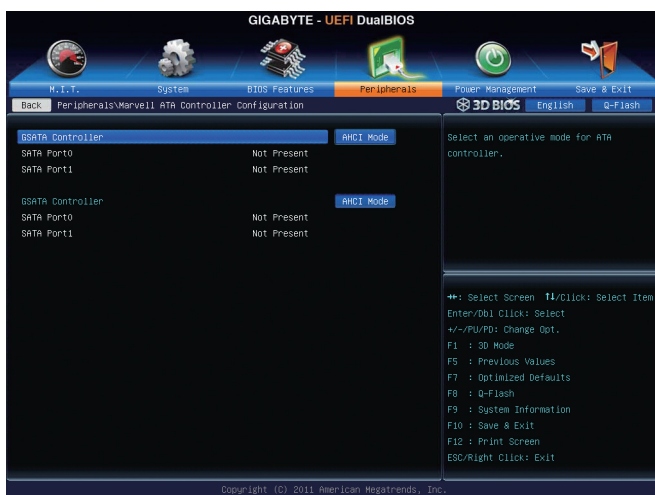 GIGABYTE - UEFI DualBIOS
M.I.T. System BIOS Features Peripherals Power Management Save & Exit
Back Peripherals\Marvell ATA Controller Configuration 3D BIOS English Q-Flash
GSATA Controller AHCI Mode
SATA Port0 Not Present
SATA Port1 Not Present
GSATA Controller AHCI Mode
SATA Port0 Not Present
SATA Port1 Not Present
Select an operative mode for ATA
controller.
→←: Select Screen ↑↓/Click: Select Item
Enter/Dbl Click: Select
+/-/PU/PD: Change Opt.
F1 : 3D Mode
F5 : Previous Values
F7 : Optimized Defaults
F8 : Q-Flash
F9 : System Information
F10 : Save & Exit
F12 : Print Screen
ESC/Right Click: Exit
Copyright (C) 2011 American Megatrends, Inc.